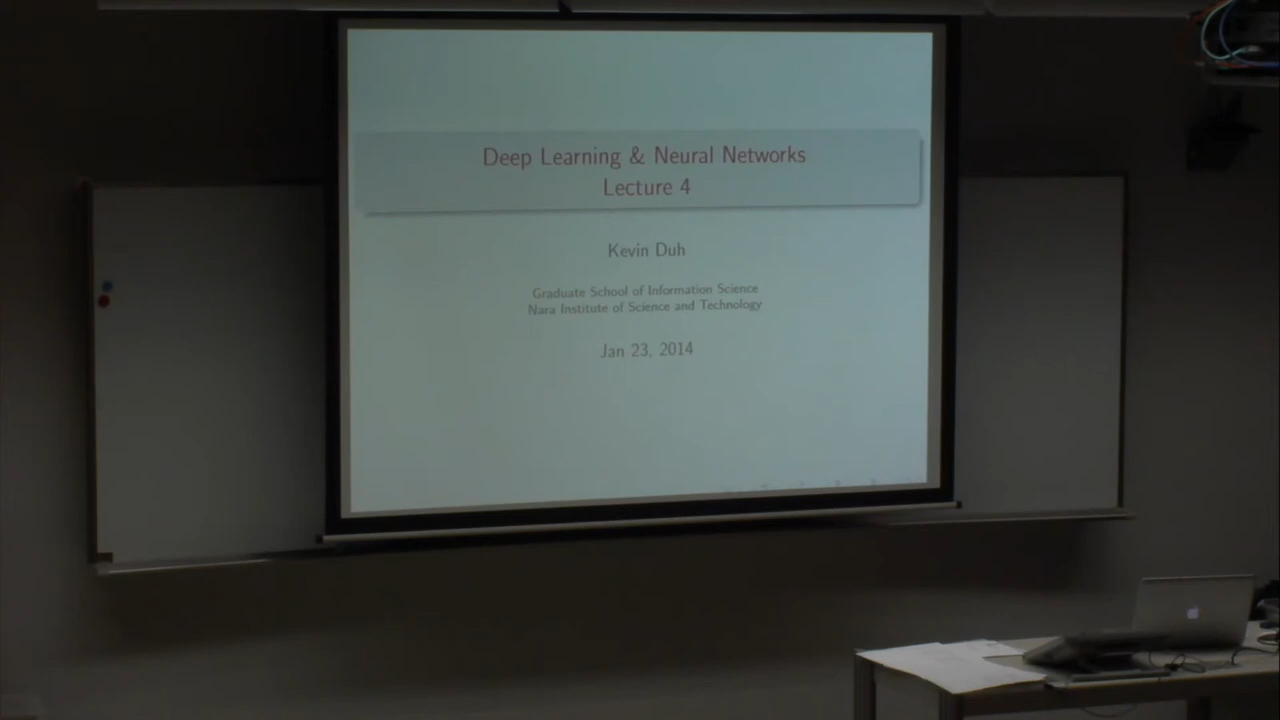 Deep Learning & Neural Networks
Lecture 4
Kevin Duh
Graduate School of Information Science
Nara Institute of Science and Technology
Jan 23, 2014